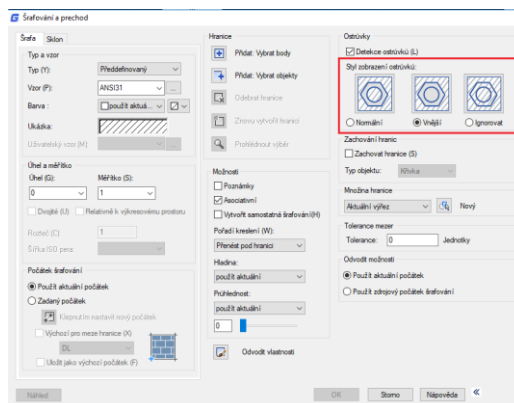 Šrafování a prechod
Šrafa
Sklon
Typ a vzor
Typ (Y):
Předdefinovaný
Vzor (P):
ANSI31
...
Barva :
použít aktuá...
Ukázka:
Uživatelský vzor (M)
...
Úhel a měřítko
Úhel (G):
Měřítko (S):
0
1
Dvojité (U)
Relativně k výkresovému prostoru
Rozteč (C):
1
Šířka ISO pera:
Počátek šrafování
Použít aktuální počátek
Zadaný počátek
Klepnutím nastavit nový počátek
Výchozí pro meze hranice (X)
DL
Uložit jako výchozí počátek (F)
Náhled
Hranice
Přidat: Vybrat body
Přidat: Vybrat objekty
Odebrat hranice
Znovu vytvořit hranici
Prohlédnout výběr
Možnosti
Poznámky
Asociativní
Vytvořit samostatná šrafování(H)
Pořadí kreslení (W):
Přenést pod hranici
Hladina:
použít aktuální
Průhlednost:
použít aktuální
0
Odvodit vlastnosti
Ostrůvky
Detekce ostrůvků (L)
Styl zobrazení ostrůvků:
Normální
Vnější
Ignorovat
Zachování hranic
Zachovat hranice (S)
Typ objektu:
Křivka
Množina hranice
Aktuální výřez
Nový
Tolerance mezer
Tolerance:
0
Jednotky
Odvodit možnosti
Použít aktuální počátek
Použít zdrojový počátek šrafování
OK
Storno
Nápověda